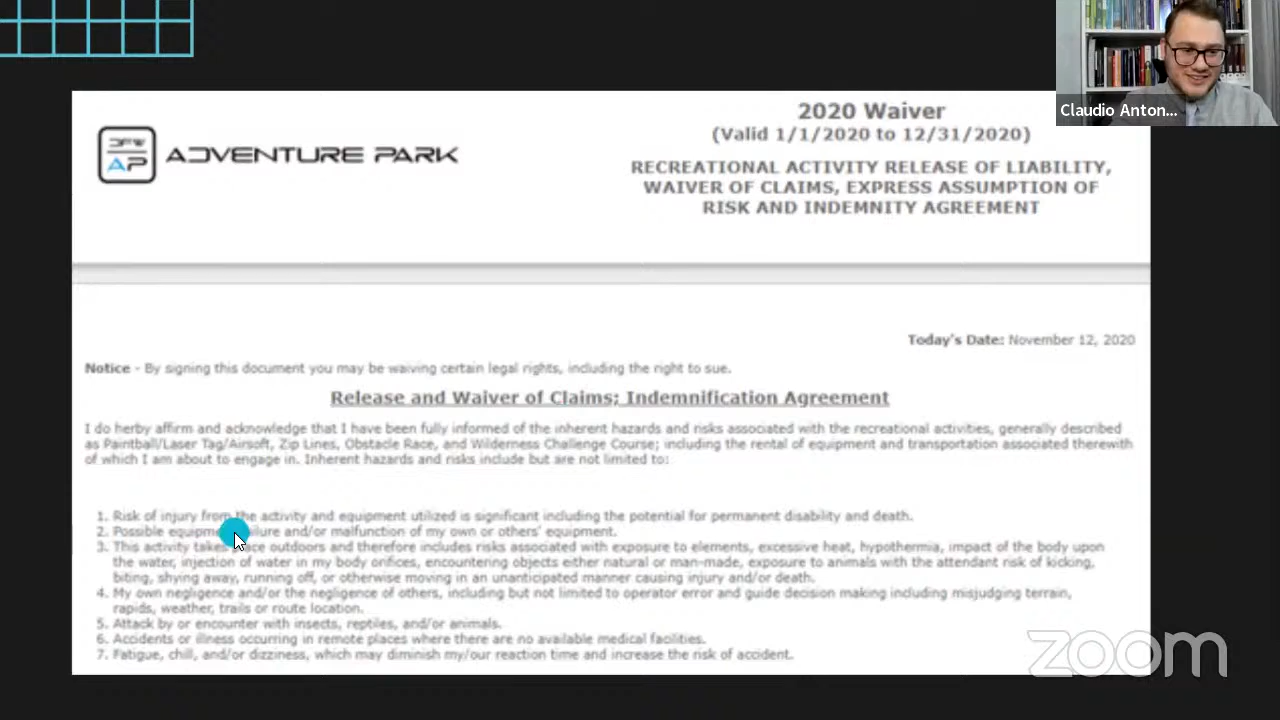 Claudio Anton...
2020 Waiver
(Valid 1/1/2020 to 12/31/2020)
DFW
AP
ADVENTURE PARK
RECREATIONAL ACTIVITY RELEASE OF LIABILITY,
WAIVER OF CLAIMS, EXPRESS ASSUMPTION OF
RISK AND INDEMNITY AGREEMENT
Today's Date: November 12, 2020
Notice - By signing this document you may be waiving certain legal rights, including the right to sue.
Release and Waiver of Claims; Indemnification Agreement
I do herby affirm and acknowledge that I have been fully informed of the inherent hazards and risks associated with the recreational activities, generally described
as Paintball/Laser Tag/Airsoft, Zip Lines, Obstacle Race, and Wilderness Challenge Course; including the rental of equipment and transportation associated therewith
of which I am about to engage in. Inherent hazards and risks include but are not limited to:
1. Risk of injury from the activity and equipment utilized is significant including the potential for permanent disability and death.
2. Possible equipment failure and/or malfunction of my own or others' equipment.
3. This activity takes place outdoors and therefore includes risks associated with exposure to elements, excessive heat, hypothermia, impact of the body upon
the water, injection of water in my body orifices, encountering objects either natural or man-made, exposure to animals with the attendant risk of kicking,
biting, shying away, running off, or otherwise moving in an unanticipated manner causing injury and/or death.
4. My own negligence and/or the negligence of others, including but not limited to operator error and guide decision making including misjudging terrain,
rapids, weather, trails or route location.
5. Attack by or encounter with insects, reptiles, and/or animals.
6. Accidents or illness occurring in remote places where there are no available medical facilities.
7. Fatigue, chill, and/or dizziness, which may diminish my/our reaction time and increase the risk of accident.
zoom